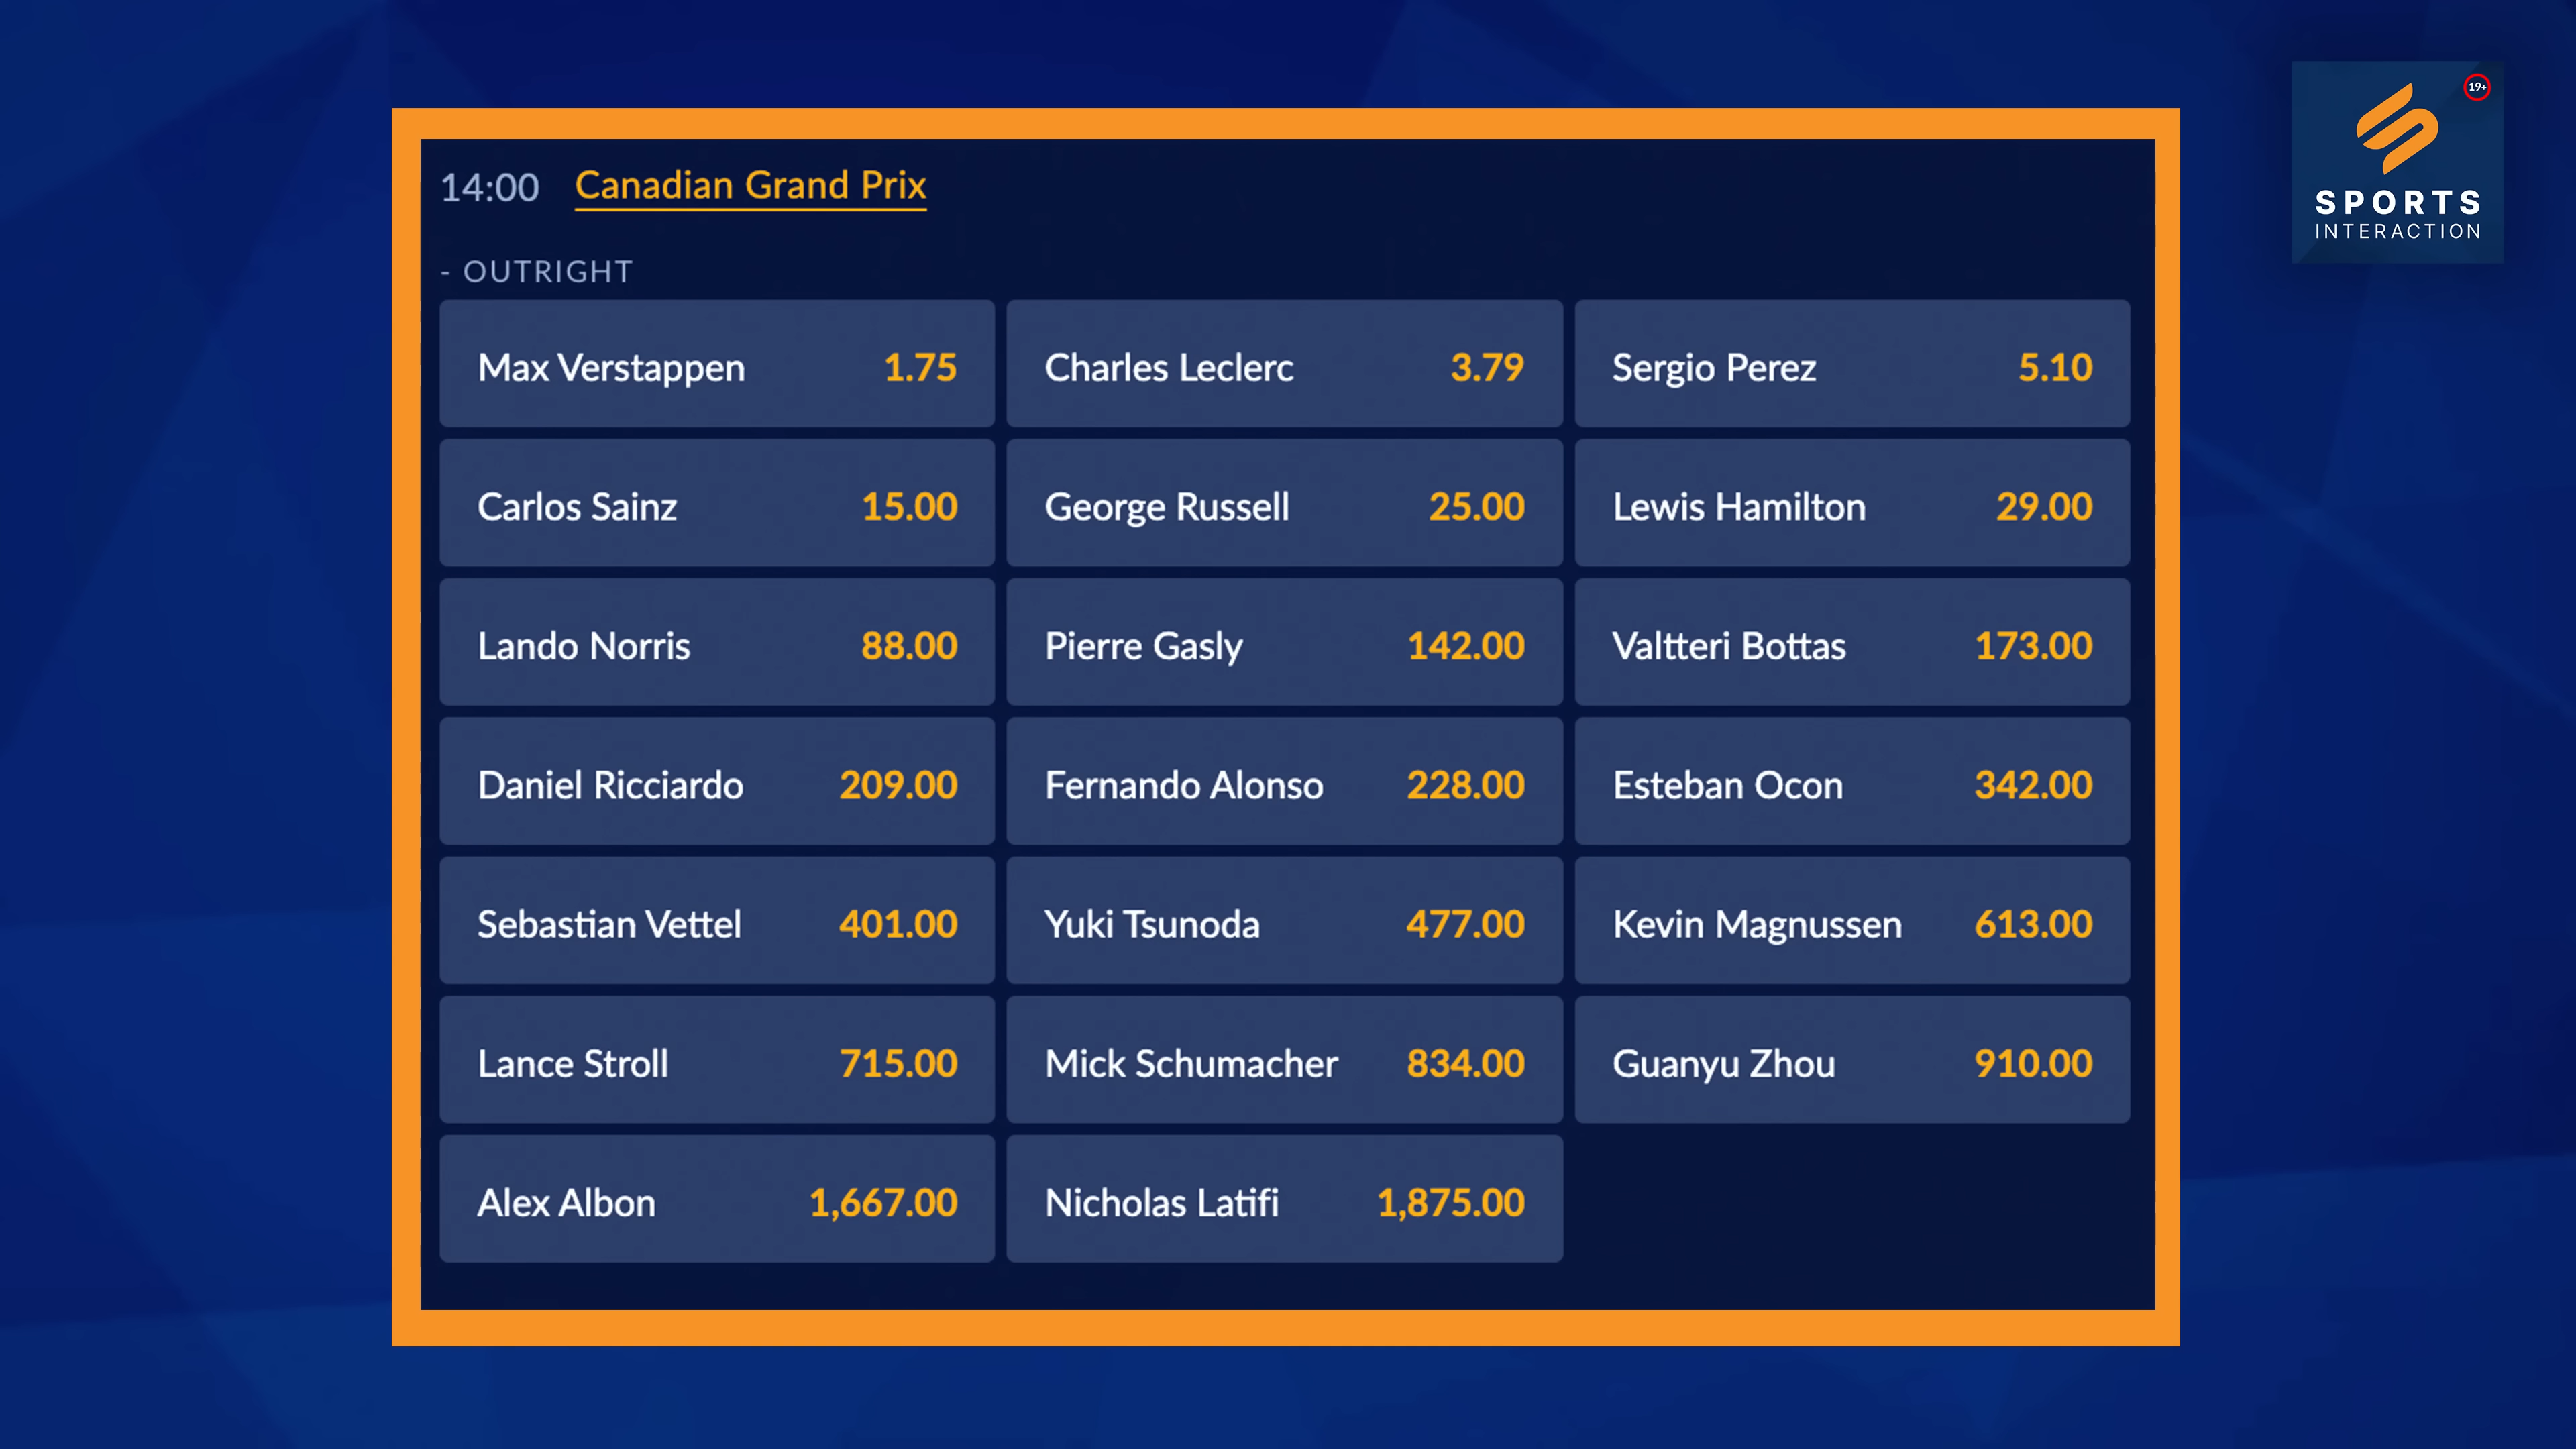 19+
SPORTS
INTERACTION
14:00 Canadian Grand Prix
- OUTRIGHT
Max Verstappen 1.75 Charles Leclerc 3.79 Sergio Perez 5.10
Carlos Sainz 15.00 George Russell 25.00 Lewis Hamilton 29.00
Lando Norris 88.00 Pierre Gasly 142.00 Valtteri Bottas 173.00
Daniel Ricciardo 209.00 Fernando Alonso 228.00 Esteban Ocon 342.00
Sebastian Vettel 401.00 Yuki Tsunoda 477.00 Kevin Magnussen 613.00
Lance Stroll 715.00 Mick Schumacher 834.00 Guanyu Zhou 910.00
Alex Albon 1,667.00 Nicholas Latifi 1,875.00